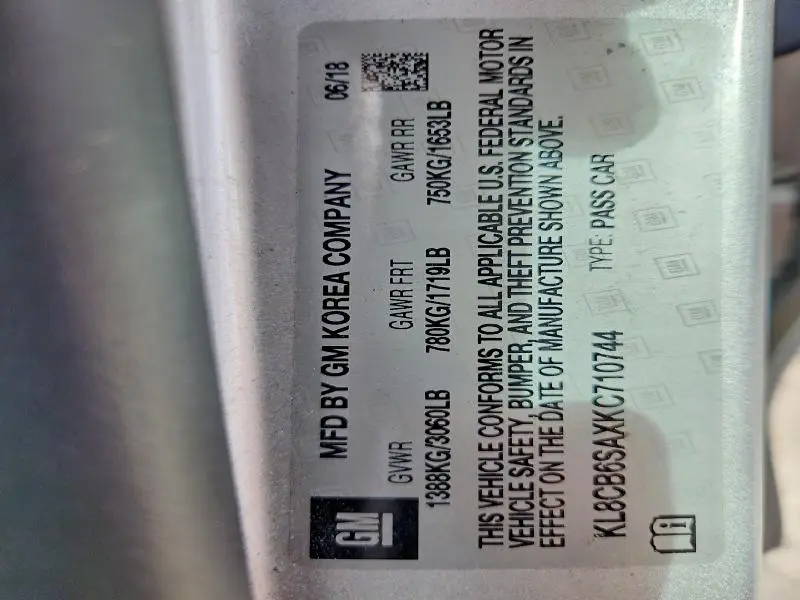 GM
MFD BY GM KOREA COMPANY 06/18
GVWR GAWR FRT GAWR RR
1388KG/3060LB 780KG/1719LB 750KG/1653LB
THIS VEHICLE CONFORMS TO ALL APPLICABLE U.S. FEDERAL MOTOR
VEHICLE SAFETY, BUMPER, AND THEFT PREVENTION STANDARDS IN
EFFECT ON THE DATE OF MANUFACTURE SHOWN ABOVE.
KL8CB6SAXKC710744 TYPE: PASS CAR